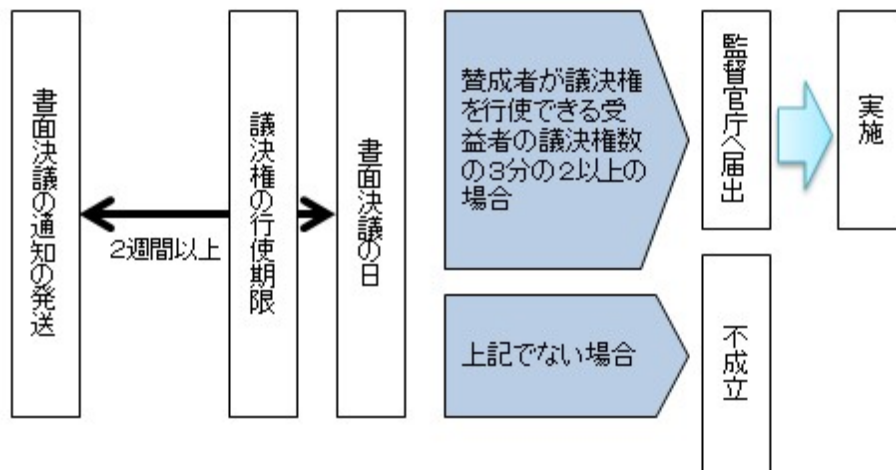 書面決議の通知の発送
2週間以上
議決権の行使期限
書面決議の日
賛成者が議決権
を行使できる受
益者の議決権数
の3分の2以上の
場合
監督官庁へ届出
実施
上記でない場合
不成立